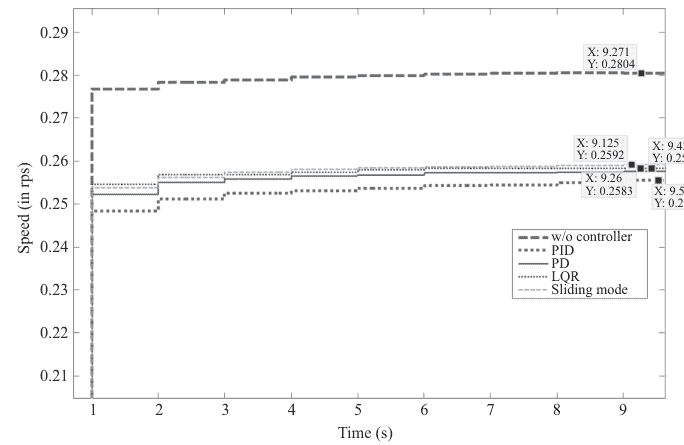 0.29
0.28
0.27
0.26
0.25
0.24
0.23
0.22
0.21
Speed (in rps)
X: 9.271
Y: 0.2804
X: 9.125
Y: 0.2592
X: 9.26
Y: 0.2583
w/o controller
PID
PD
LQR
Sliding mode
1 2 3 4 5 6 7 8 9
Time (s)